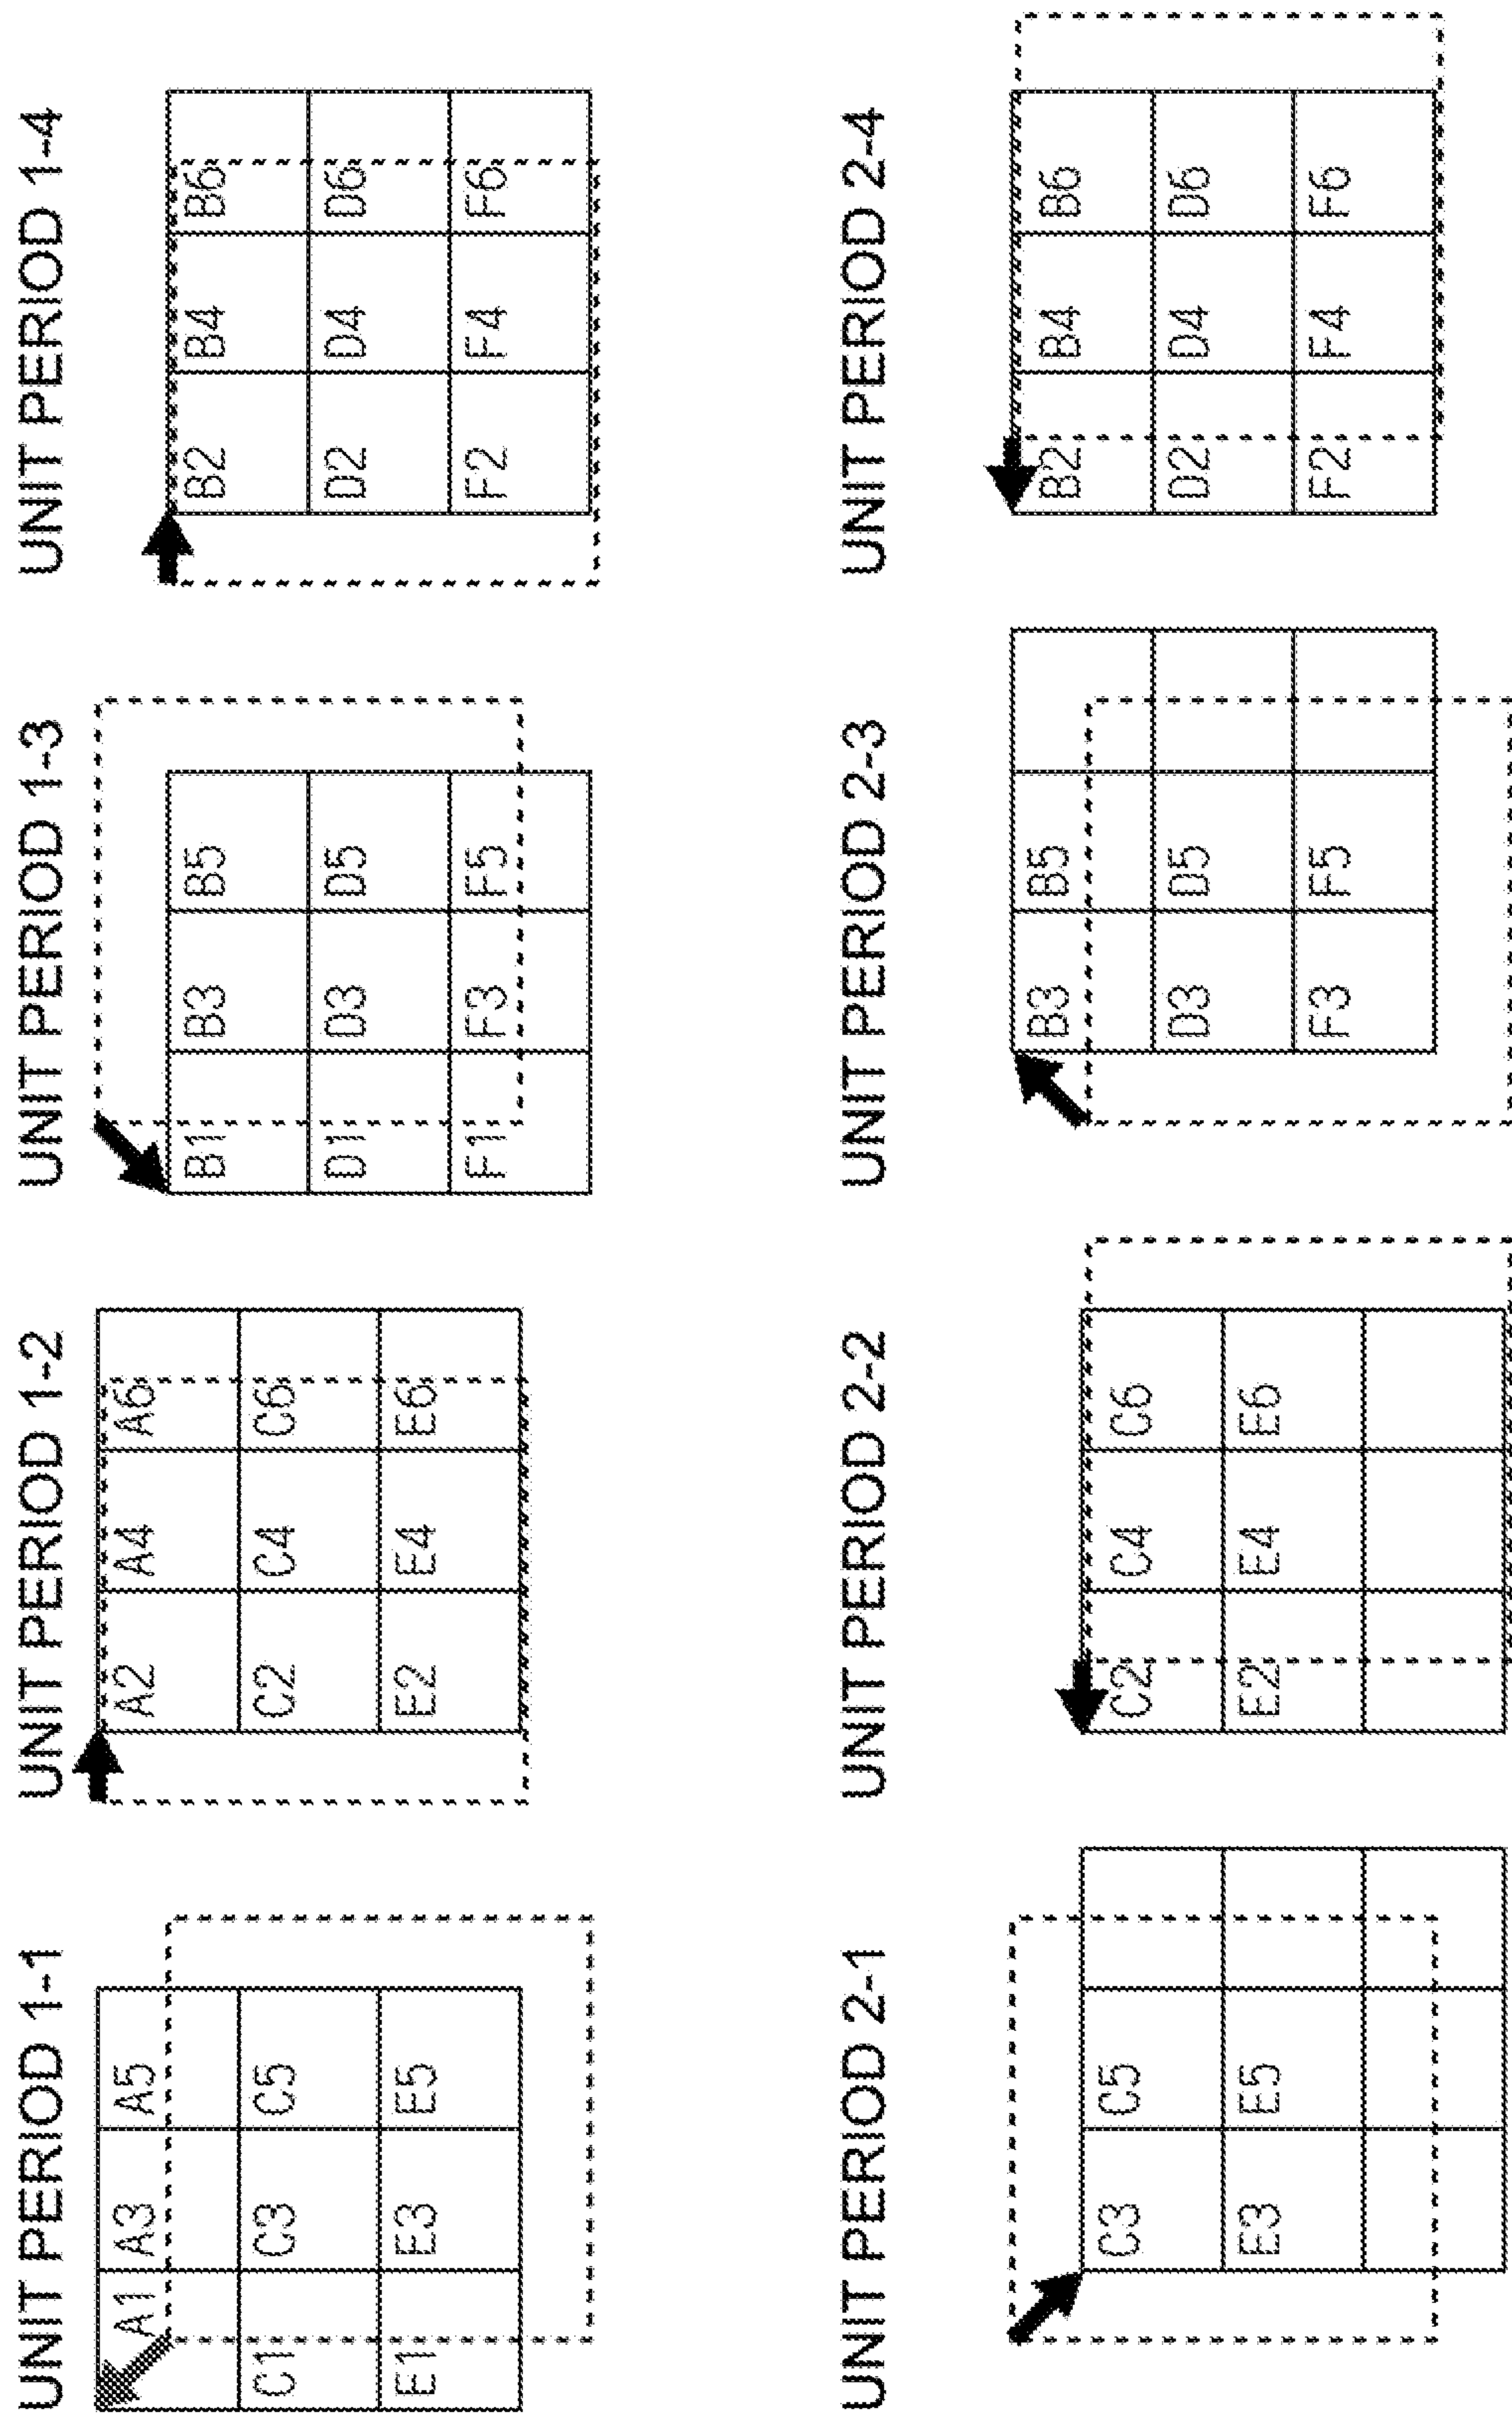 UNIT PERIOD 1-1
A1 A3 A5
C1 C3 C5
E1 E3 E5
UNIT PERIOD 1-2
A2 A4 A6
C2 C4 C6
E2 E4 E6
UNIT PERIOD 1-3
B1 B3 B5
D1 D3 D5
F1 F3 F5
UNIT PERIOD 1-4
B2 B4 B6
D2 D4 D6
F2 F4 F6
UNIT PERIOD 2-1
C3 C5
E3 E5
UNIT PERIOD 2-2
C2 C4 C6
E2 E4 E6
UNIT PERIOD 2-3
B3 B5
D3 D5
F3 F5
UNIT PERIOD 2-4
B2 B4 B6
D2 D4 D6
F2 F4 F6